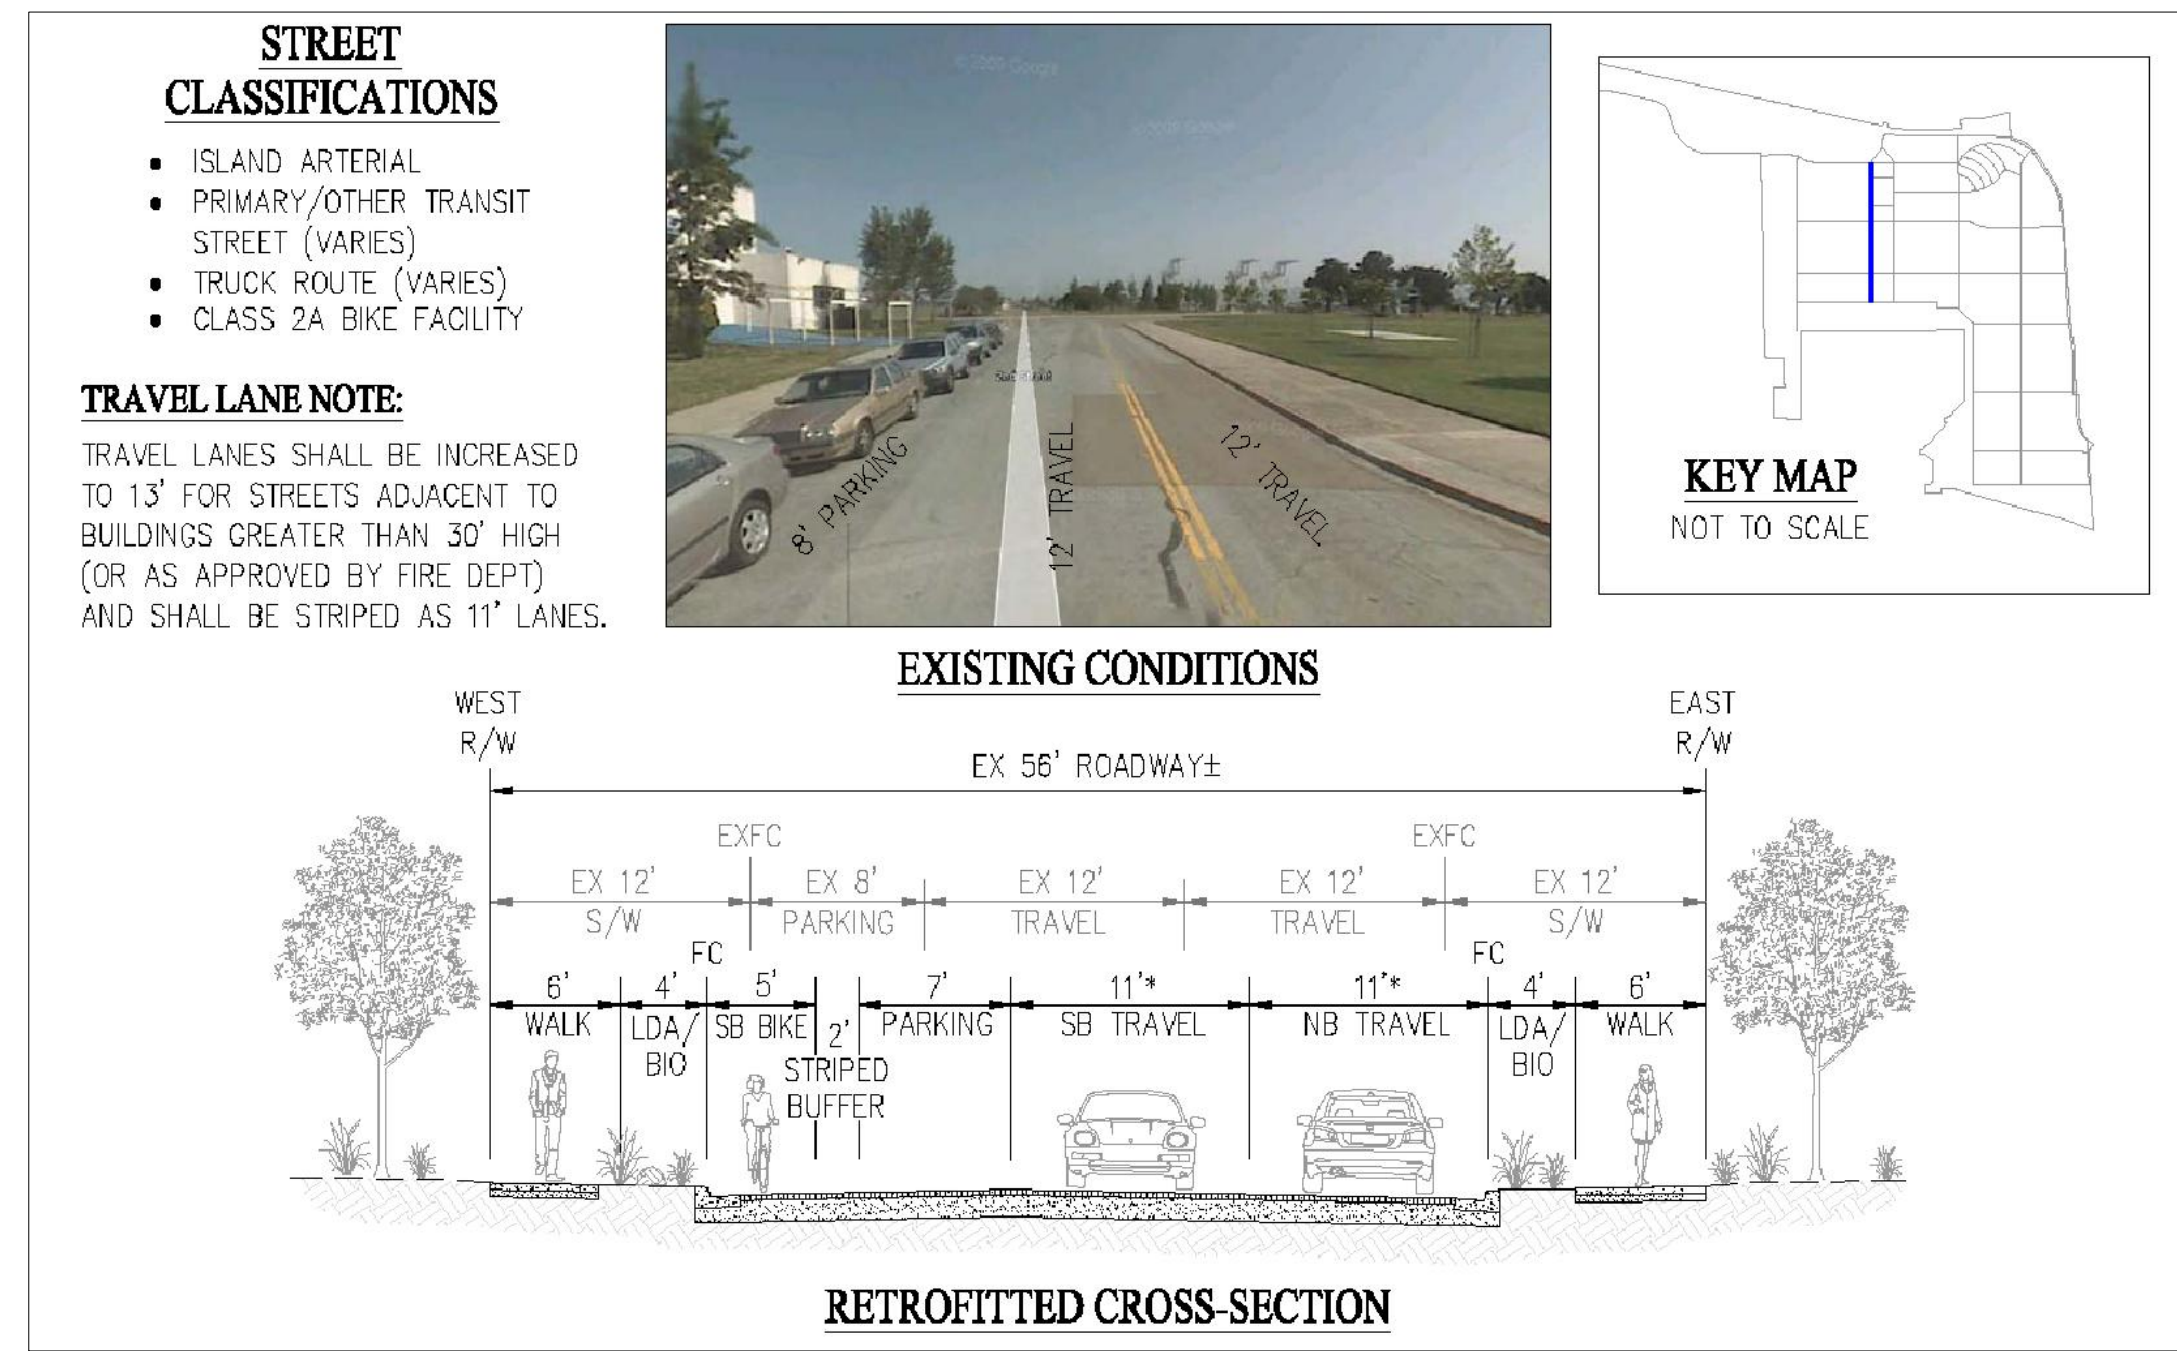 STREET
CLASSIFICATIONS
• ISLAND ARTERIAL
• PRIMARY/OTHER TRANSIT
STREET (VARIES)
• TRUCK ROUTE (VARIES)
• CLASS 2A BIKE FACILITY
TRAVEL LANE NOTE:
TRAVEL LANES SHALL BE INCREASED
TO 13' FOR STREETS ADJACENT TO
BUILDINGS GREATER THAN 30' HIGH
(OR AS APPROVED BY FIRE DEPT)
AND SHALL BE STRIPED AS 11' LANES.
© 2009 Google
© 2009 Google
8' PARKING
12' TRAVEL
12' TRAVEL
EXISTING CONDITIONS
KEY MAP
NOT TO SCALE
WEST
R/W
EAST
R/W
EX 56' ROADWAY±
EXFC
EXFC
EX 12'
S/W
EX 8'
PARKING
EX 12'
TRAVEL
EX 12'
TRAVEL
EX 12'
S/W
FC
FC
6'
WALK
4'
LDA/
BIO
5'
SB BIKE
2'
STRIPED
BUFFER
7'
PARKING
11'*
SB TRAVEL
11'*
NB TRAVEL
4'
LDA/
BIO
6'
WALK
RETROFITTED CROSS-SECTION